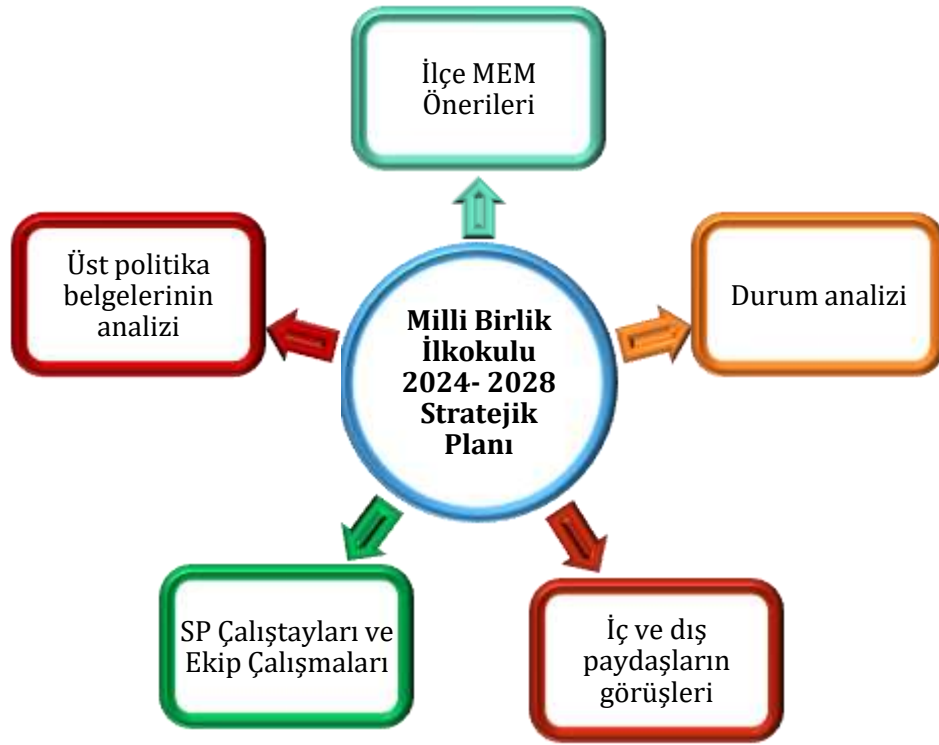 İlçe MEM
Önerileri
Üst politika
belgelerinin
analizi
Durum analizi
Milli Birlik
İlkokulu
2024- 2028
Stratejik
Planı
SP Çalıştayları ve
Ekip Çalışmaları
İç ve dış
paydaşların
görüşleri